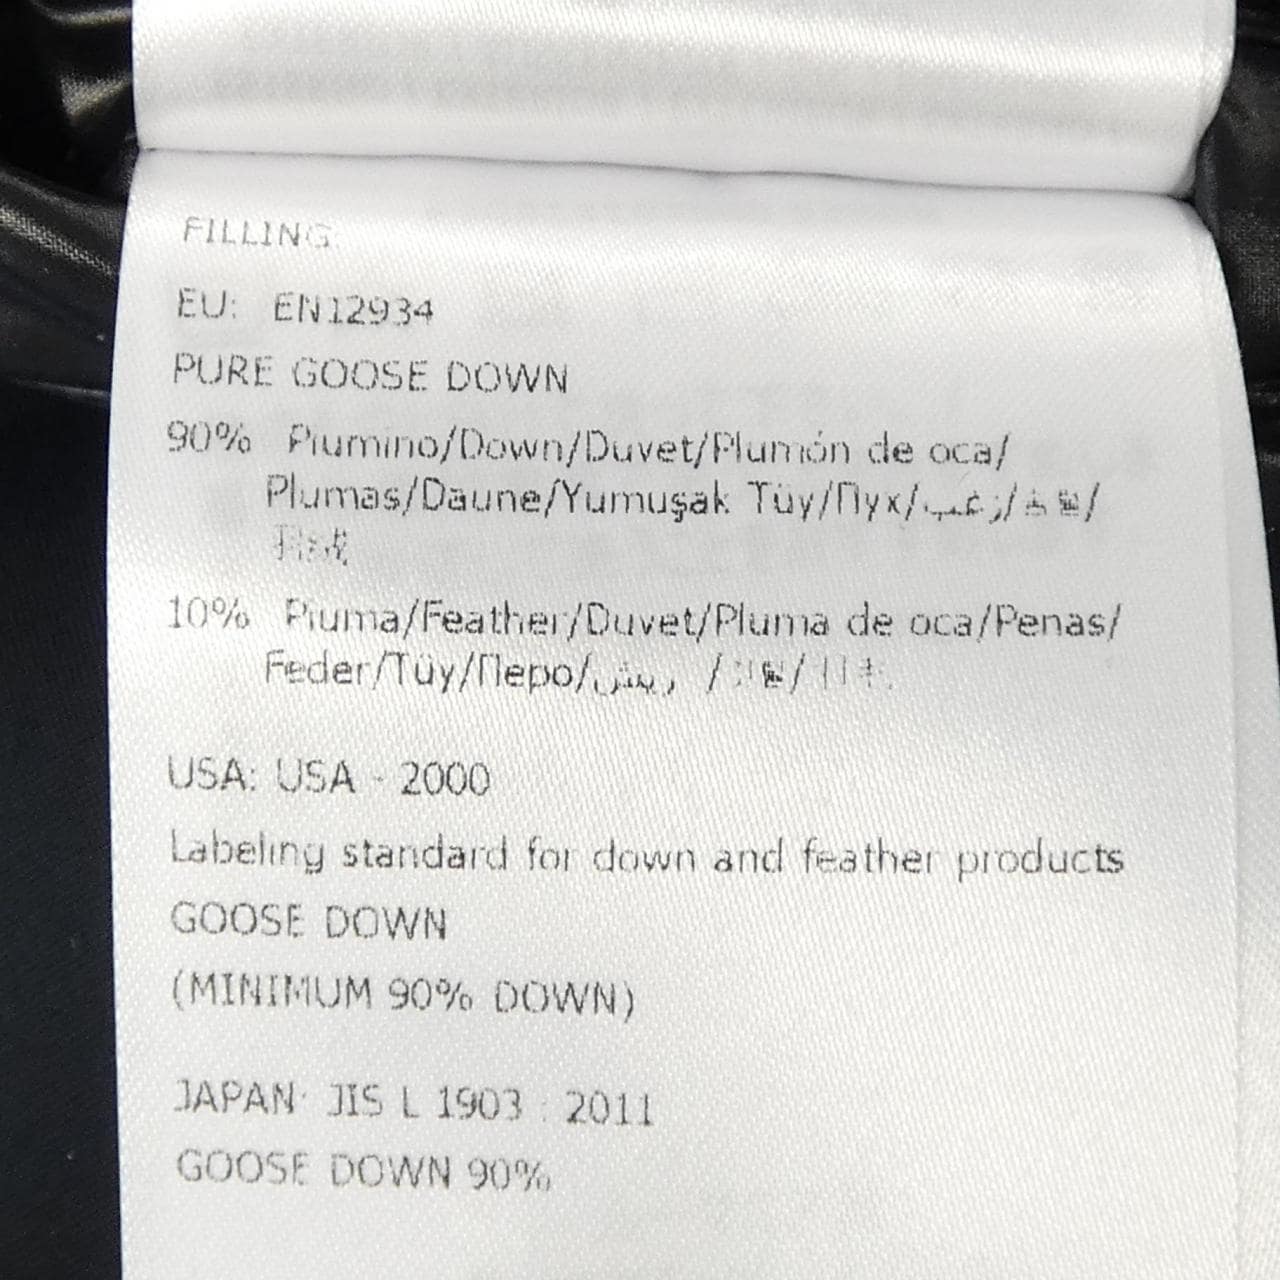 FILLING:
EU: EN12934
PURE GOOSE DOWN
90% Piumino/Down/Duvet/Plumón de oca/
Plumas/Daune/Yumuşak Tüy/Пух/زغب/
10% Piuma/Feather/Duvet/Pluma de oca/Penas/
Feder/Tüy/Перо/ريش/
USA: USA - 2000
Labeling standard for down and feather products
GOOSE DOWN
(MINIMUM 90% DOWN)
JAPAN: JIS L 1903 : 2011
GOOSE DOWN 90%